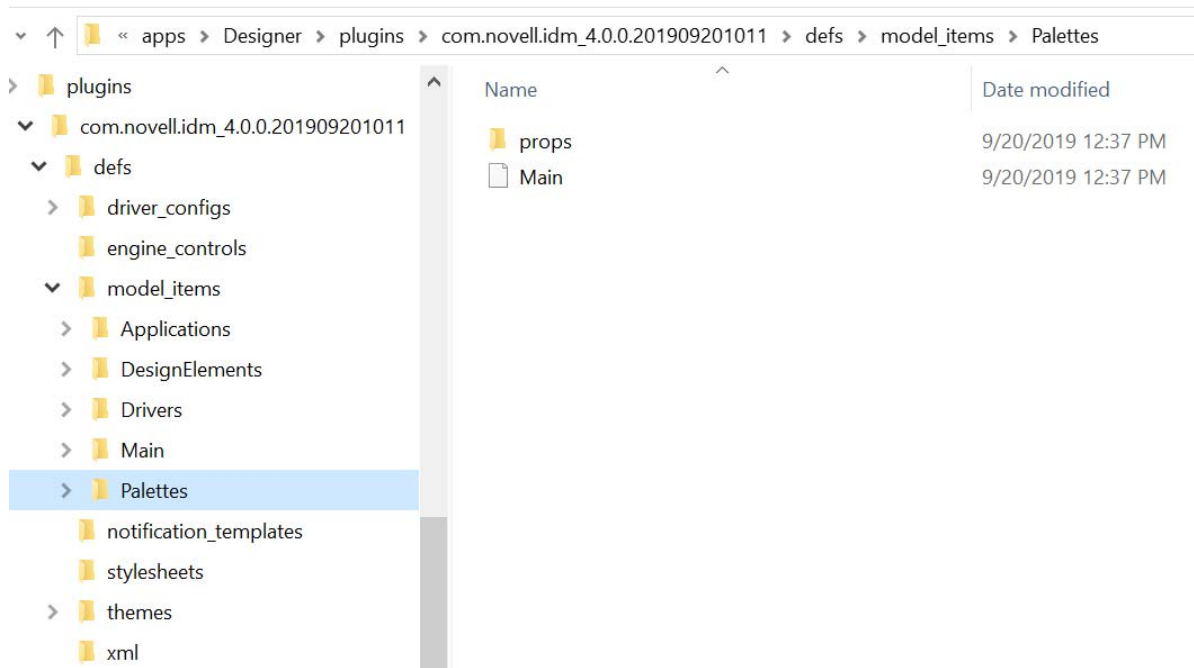 « apps > Designer > plugins > com.novell.idm_4.0.0.201909201011 > defs > model_items > Palettes
plugins
com.novell.idm_4.0.0.201909201011
defs
driver_configs
engine_controls
model_items
Applications
DesignElements
Drivers
Main
Palettes
notification_templates
stylesheets
themes
xml
Name Date modified
props 9/20/2019 12:37 PM
Main 9/20/2019 12:37 PM